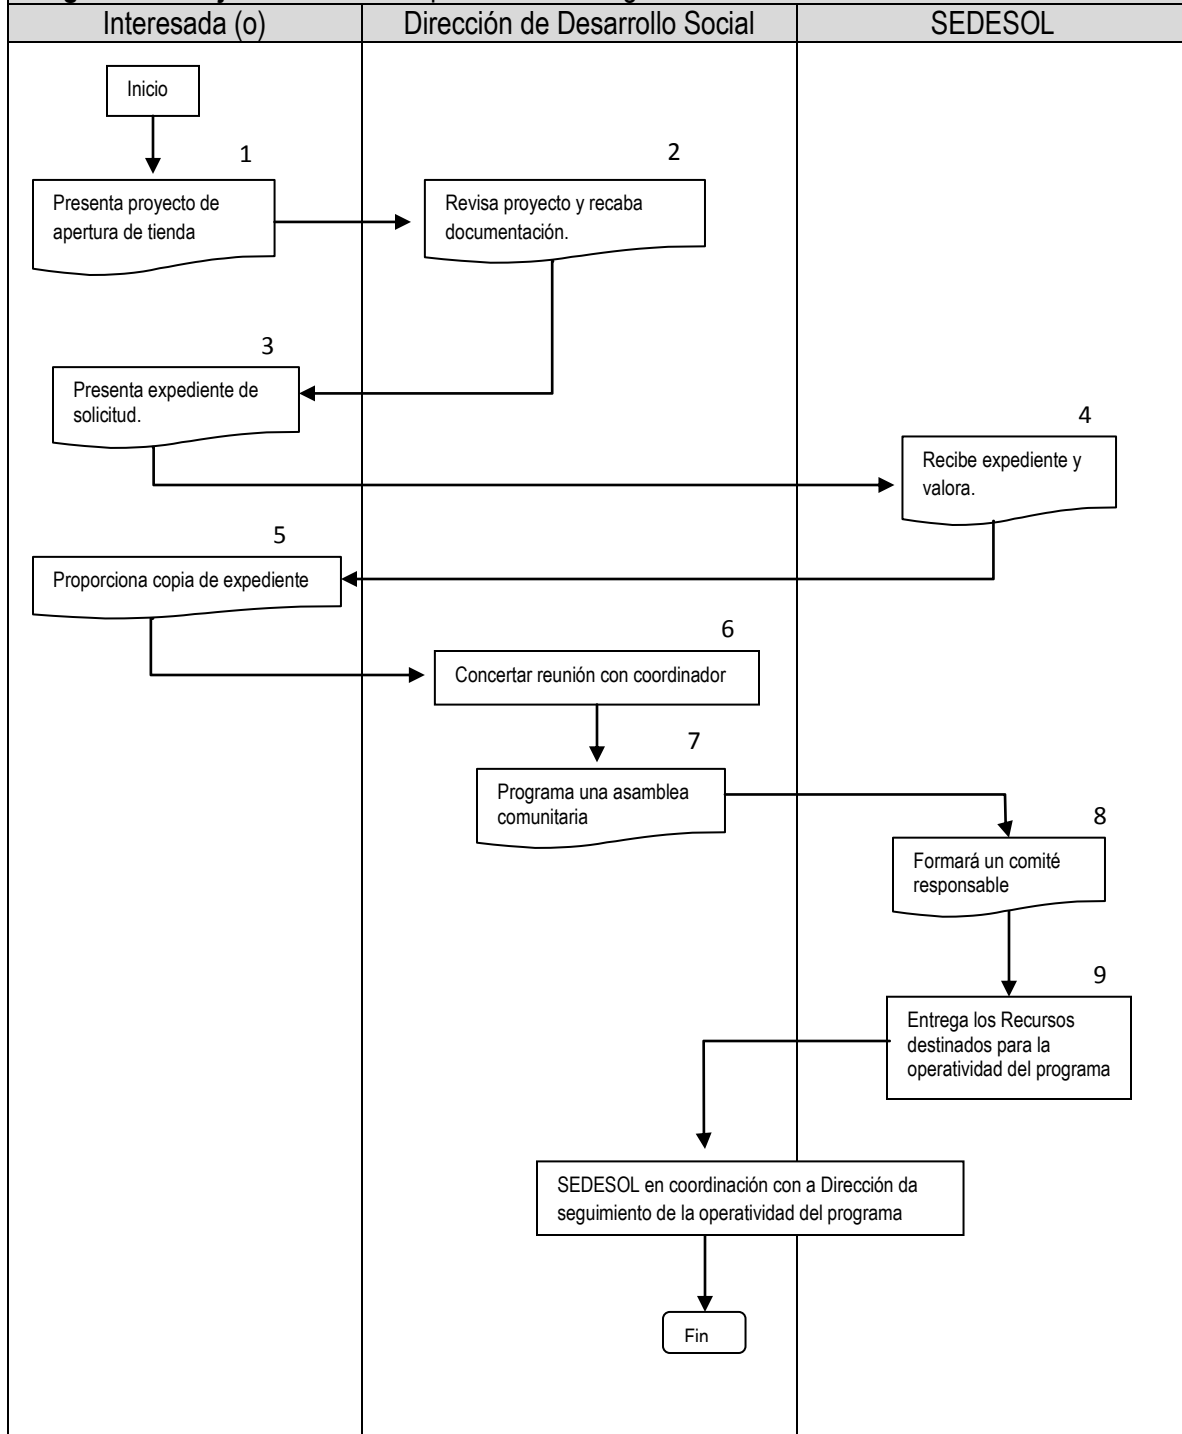 Interesada (o)
Dirección de Desarrollo Social
SEDESOL
Inicio
1
Presenta proyecto de
apertura de tienda
2
Revisa proyecto y recaba
documentación.
3
Presenta expediente de
solicitud.
4
Recibe expediente y
valora.
5
Proporciona copia de expediente
6
Concertar reunión con coordinador
7
Programa una asamblea
comunitaria
8
Formará un comité
responsable
9
Entrega los Recursos
destinados para la
operatividad del programa
SEDESOL en coordinación con a Dirección da
seguimiento de la operatividad del programa
Fin